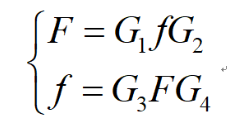 F = G₁fG₂
f = G₃FG₄